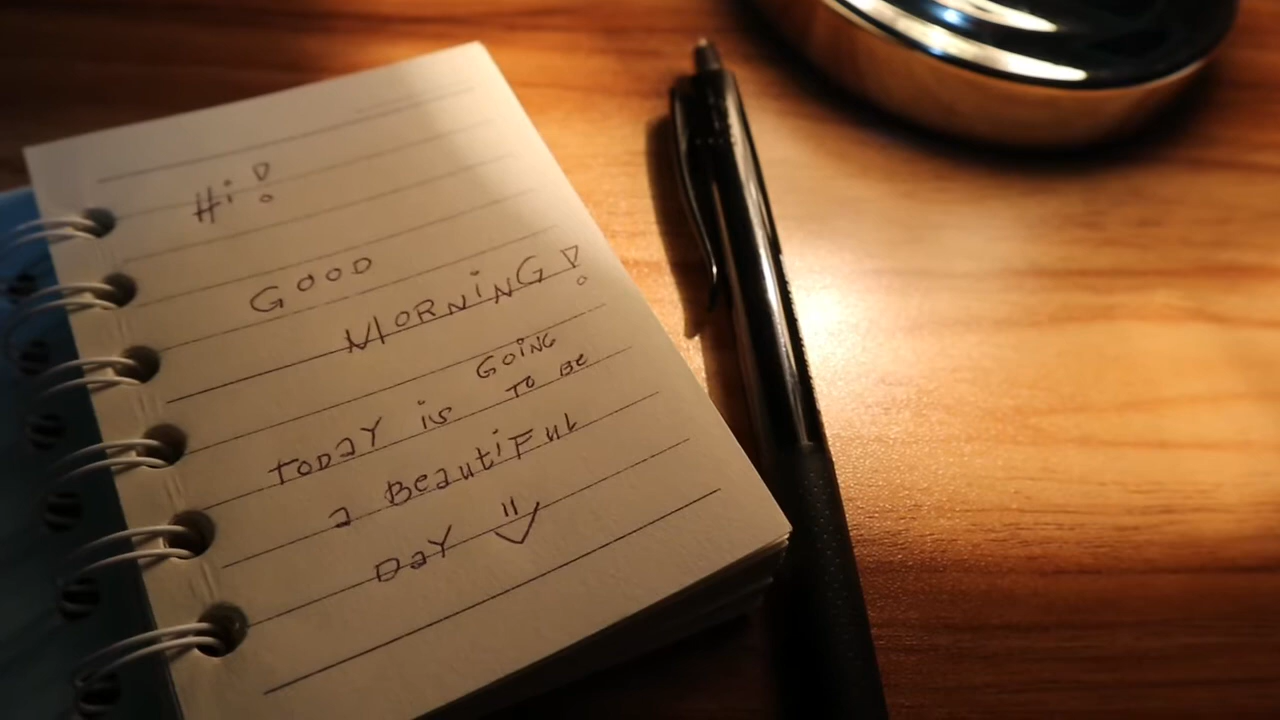 Hi!
GOOD
MORNiNG!
GOiNG
TODaY is TO BE
a BeautiFul
DaY